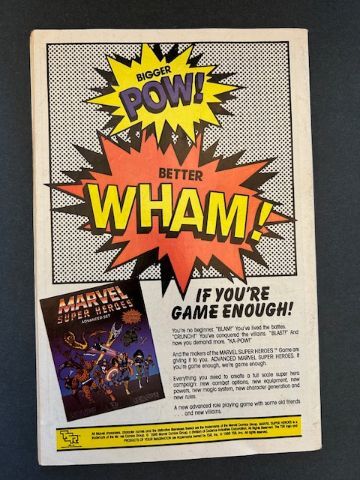 BIGGER
POW!
BETTER
WHAM!
MARVEL
SUPER HEROES
ADVANCED SET
IF YOU'RE
GAME ENOUGH!
You're no beginner. "BLAM!" You've lived the battles.
"CRUNCH!" You've conquered the villains. "BLAST!" And
now you demand more. "KA-POW!"
And the makers of the MARVEL SUPER HEROES™ Game are
giving it to you. ADVANCED MARVEL SUPER HEROES. If
you're game enough, we're game enough.
Everything you need to create a full scale super hero
campaign: new combat options, new equipment, new
powers, new magic system, new character generation and
new rules.
A new advanced role playing game with some old friends
and new villains.